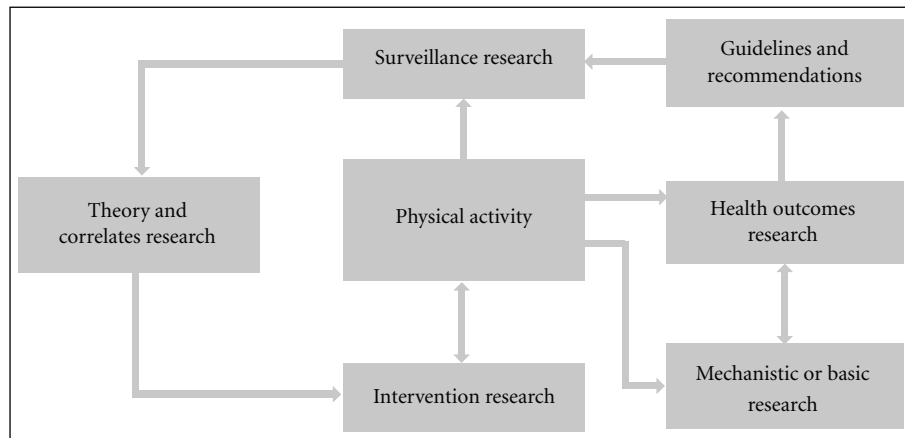 Surveillance research
Guidelines and
recommendations
Theory and
correlates research
Physical activity
Health outcomes
research
Intervention research
Mechanistic or basic
research